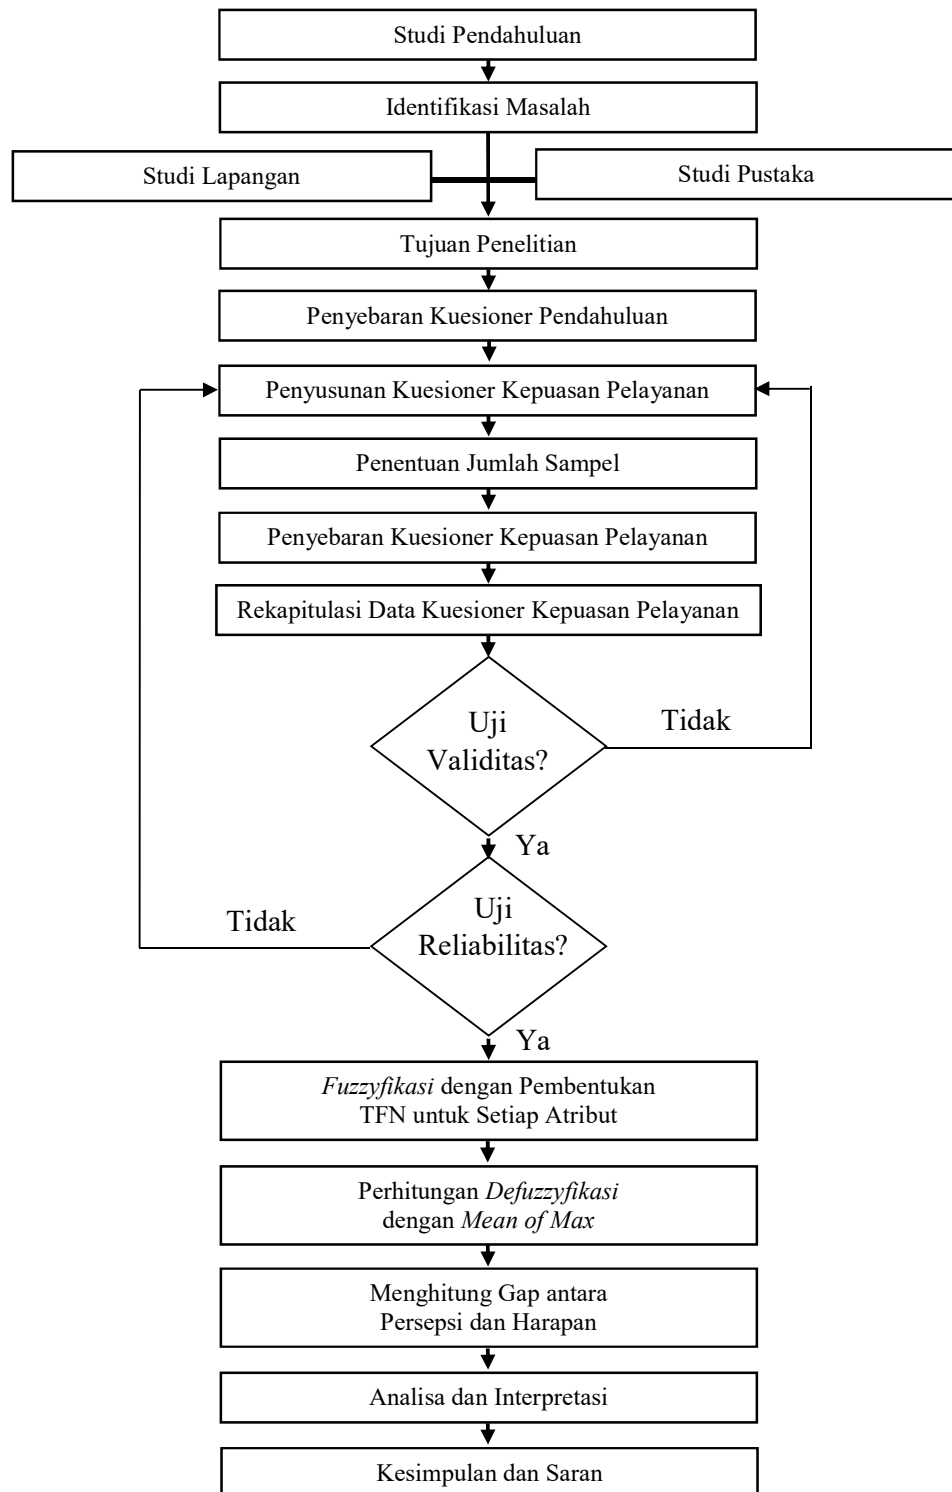 Studi Pendahuluan
Identifikasi Masalah
Studi Lapangan
Studi Pustaka
Tujuan Penelitian
Penyebaran Kuesioner Pendahuluan
Penyusunan Kuesioner Kepuasan Pelayanan
Penentuan Jumlah Sampel
Penyebaran Kuesioner Kepuasan Pelayanan
Rekapitulasi Data Kuesioner Kepuasan Pelayanan
Uji
Validitas?
Tidak
Ya
Uji
Reliabilitas?
Tidak
Ya
Fuzzyfikasi dengan Pembentukan
TFN untuk Setiap Atribut
Perhitungan Defuzzyfikasi
dengan Mean of Max
Menghitung Gap antara
Persepsi dan Harapan
Analisa dan Interpretasi
Kesimpulan dan Saran